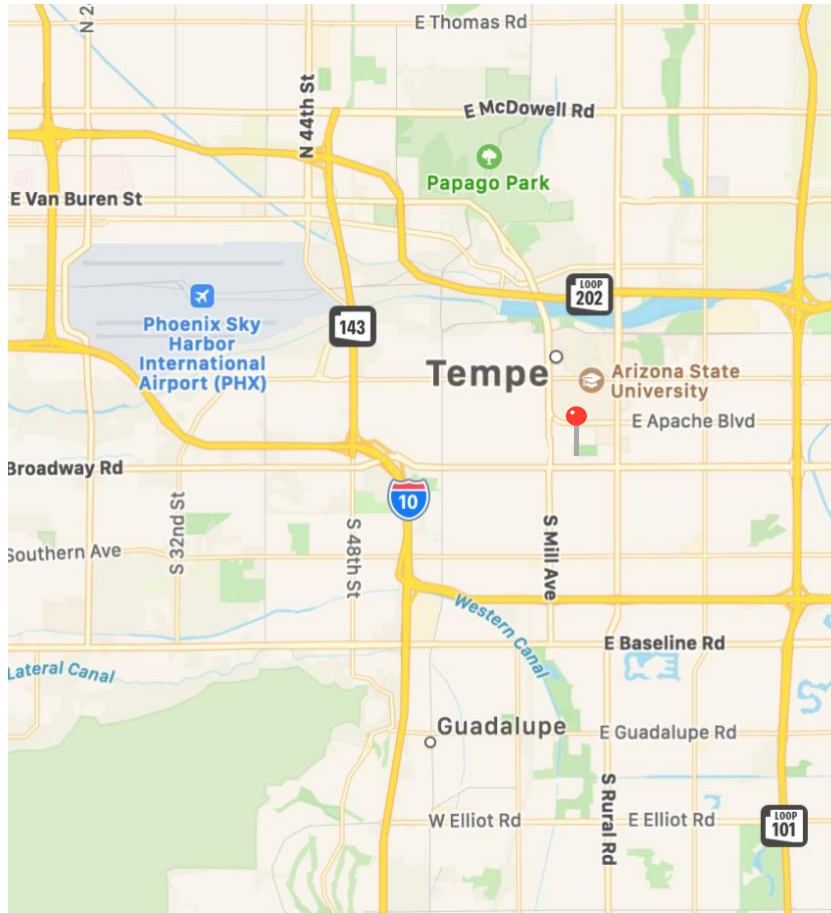 N 2
E Thomas Rd
N 44th St
E McDowell Rd
Papago Park
E Van Buren St
LOOP
202
143
Phoenix Sky
Harbor
International
Airport (PHX)
Tempe
Arizona State
University
E Apache Blvd
Broadway Rd
10
S 32nd St
S 48th St
S Mill Ave
Southern Ave
Western Canal
E Baseline Rd
Lateral Canal
Guadalupe
E Guadalupe Rd
S Rural Rd
W Elliot Rd
E Elliot Rd
LOOP
101